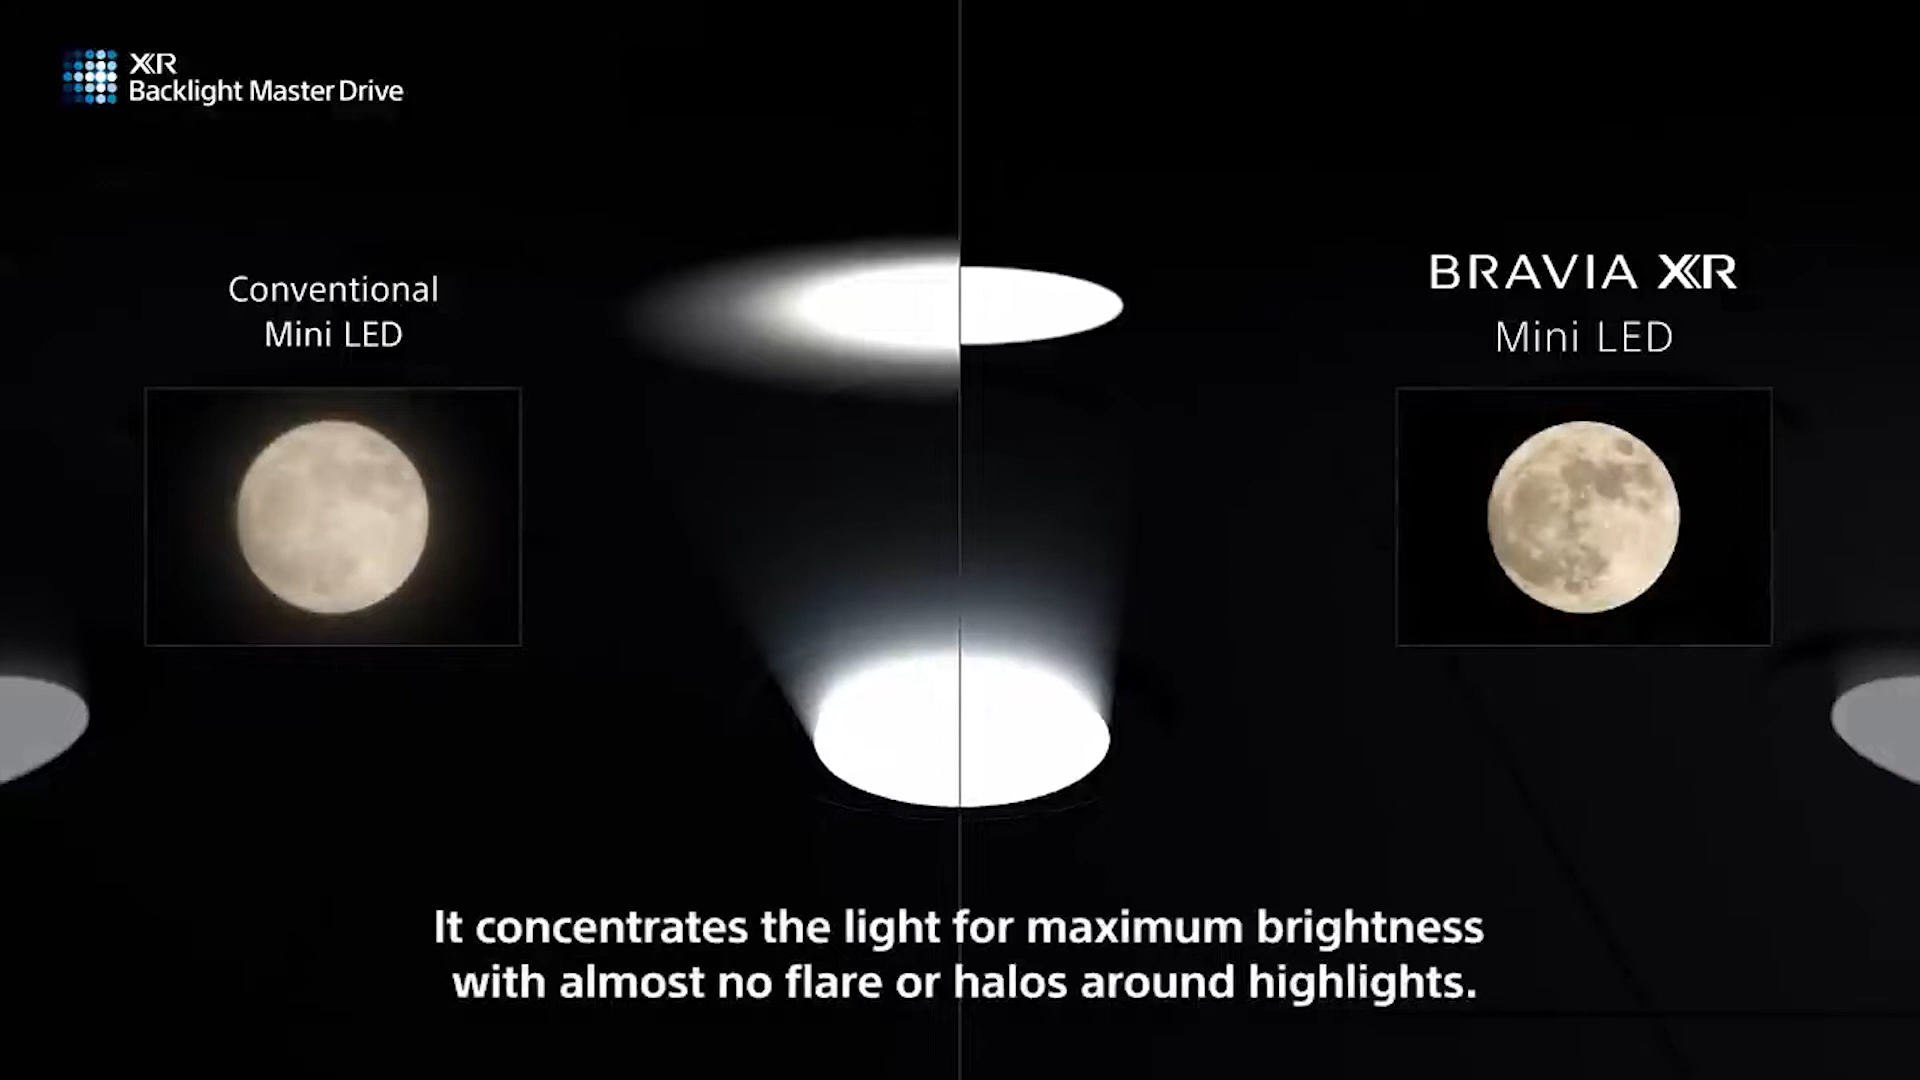 XR
Backlight Master Drive
Conventional
Mini LED
BRAVIA XR
Mini LED
It concentrates the light for maximum brightness
with almost no flare or halos around highlights.